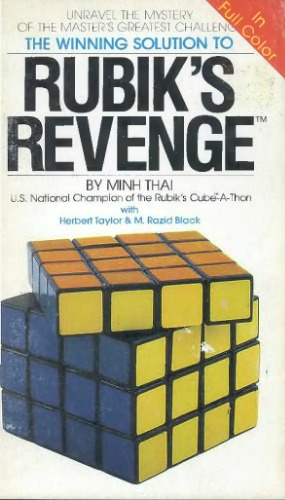 UNRAVEL THE MYSTERY
OF THE MASTER'S GREATEST CHALLENGE
In
Full Color
THE WINNING SOLUTION TO
RUBIK'S
REVENGE™
BY MINH THAI
U.S. National Champion of the Rubik's Cube™-A-Thon
with
Herbert Taylor & M. Razid Black